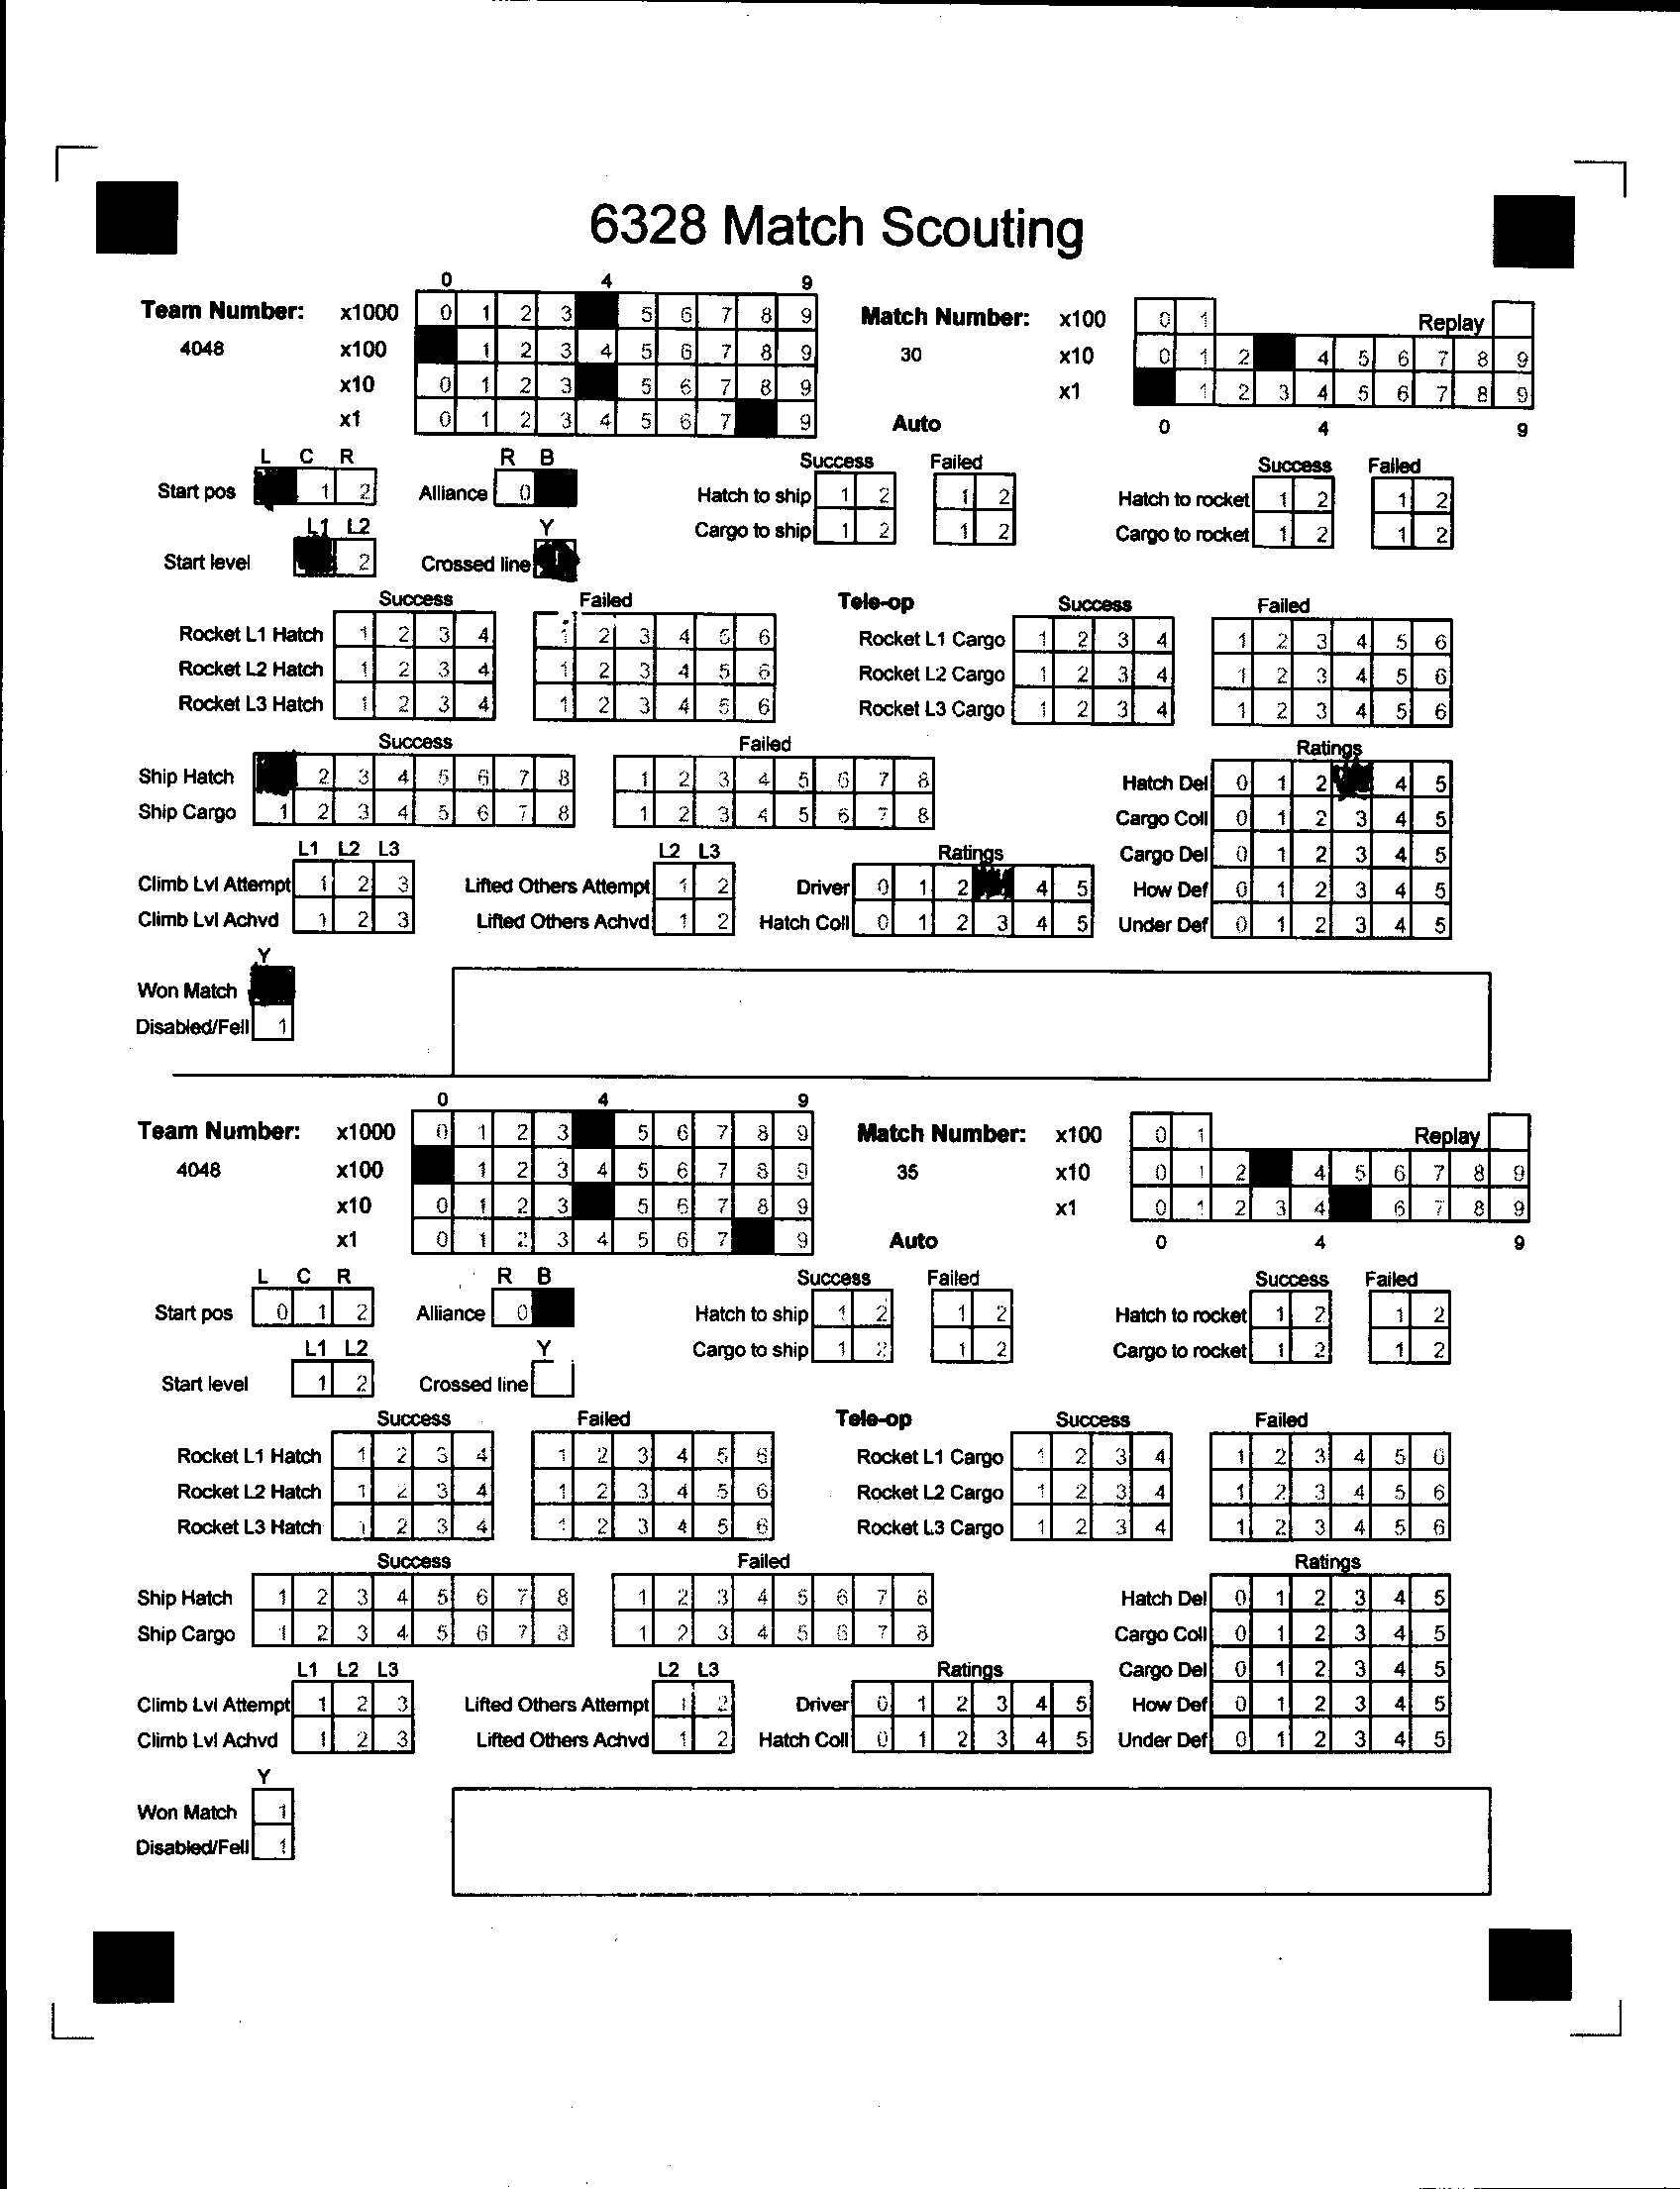 6328 Match Scouting
0 4 9
Team Number: x1000 0 1 2 3 5 6 7 8 9 Match Number: x100 0 1 Replay
4048 x100 1 2 3 4 5 6 7 8 9 30 x10 0 1 2 4 5 6 7 8 9
x10 0 1 2 3 5 6 7 8 9 x1 1 2 3 4 5 6 7 8 9
x1 0 1 2 3 4 5 6 7 9 Auto 0 4 9
L C R R B Success Failed Success Failed
Start pos 1 2 Alliance 0 Hatch to ship 1 2 1 2 Hatch to rocket 1 2 1 2
L1 L2 Y Cargo to ship 1 2 1 2 Cargo to rocket 1 2 1 2
Start level 2 Crossed line
Success Failed Tele-op Success Failed
Rocket L1 Hatch 1 2 3 4 1 2 3 4 5 6 Rocket L1 Cargo 1 2 3 4 1 2 3 4 5 6
Rocket L2 Hatch 1 2 3 4 1 2 3 4 5 6 Rocket L2 Cargo 1 2 3 4 1 2 3 4 5 6
Rocket L3 Hatch 1 2 3 4 1 2 3 4 5 6 Rocket L3 Cargo 1 2 3 4 1 2 3 4 5 6
Success Failed Ratings
Ship Hatch 2 3 4 5 6 7 8 1 2 3 4 5 6 7 8 Hatch Del 0 1 2 4 5
Ship Cargo 1 2 3 4 5 6 7 8 1 2 3 4 5 6 7 8 Cargo Coll 0 1 2 3 4 5
L1 L2 L3 L2 L3 Ratings Cargo Del 0 1 2 3 4 5
Climb Lvl Attempt 1 2 3 Lifted Others Attempt 1 2 Driver 0 1 2 4 5 How Def 0 1 2 3 4 5
Climb Lvl Achvd 1 2 3 Lifted Others Achvd 1 2 Hatch Coll 0 1 2 3 4 5 Under Def 0 1 2 3 4 5
Y
Won Match
Disabled/Fell 1
0 4 9
Team Number: x1000 0 1 2 3 5 6 7 8 9 Match Number: x100 0 1 Replay
4048 x100 1 2 3 4 5 6 7 8 9 35 x10 0 1 2 4 5 6 7 8 9
x10 0 1 2 3 5 6 7 8 9 x1 0 1 2 3 4 6 7 8 9
x1 0 1 2 3 4 5 6 7 9 Auto 0 4 9
L C R R B Success Failed Success Failed
Start pos 0 1 2 Alliance 0 Hatch to ship 1 2 1 2 Hatch to rocket 1 2 1 2
L1 L2 Y Cargo to ship 1 2 1 2 Cargo to rocket 1 2 1 2
Start level 1 2 Crossed line
Success Failed Tele-op Success Failed
Rocket L1 Hatch 1 2 3 4 1 2 3 4 5 6 Rocket L1 Cargo 1 2 3 4 1 2 3 4 5 6
Rocket L2 Hatch 1 2 3 4 1 2 3 4 5 6 Rocket L2 Cargo 1 2 3 4 1 2 3 4 5 6
Rocket L3 Hatch 1 2 3 4 1 2 3 4 5 6 Rocket L3 Cargo 1 2 3 4 1 2 3 4 5 6
Success Failed Ratings
Ship Hatch 1 2 3 4 5 6 7 8 1 2 3 4 5 6 7 8 Hatch Del 0 1 2 3 4 5
Ship Cargo 1 2 3 4 5 6 7 8 1 2 3 4 5 6 7 8 Cargo Coll 0 1 2 3 4 5
L1 L2 L3 L2 L3 Ratings Cargo Del 0 1 2 3 4 5
Climb Lvl Attempt 1 2 3 Lifted Others Attempt 1 2 Driver 0 1 2 3 4 5 How Def 0 1 2 3 4 5
Climb Lvl Achvd 1 2 3 Lifted Others Achvd 1 2 Hatch Coll 0 1 2 3 4 5 Under Def 0 1 2 3 4 5
Y
Won Match 1
Disabled/Fell 1